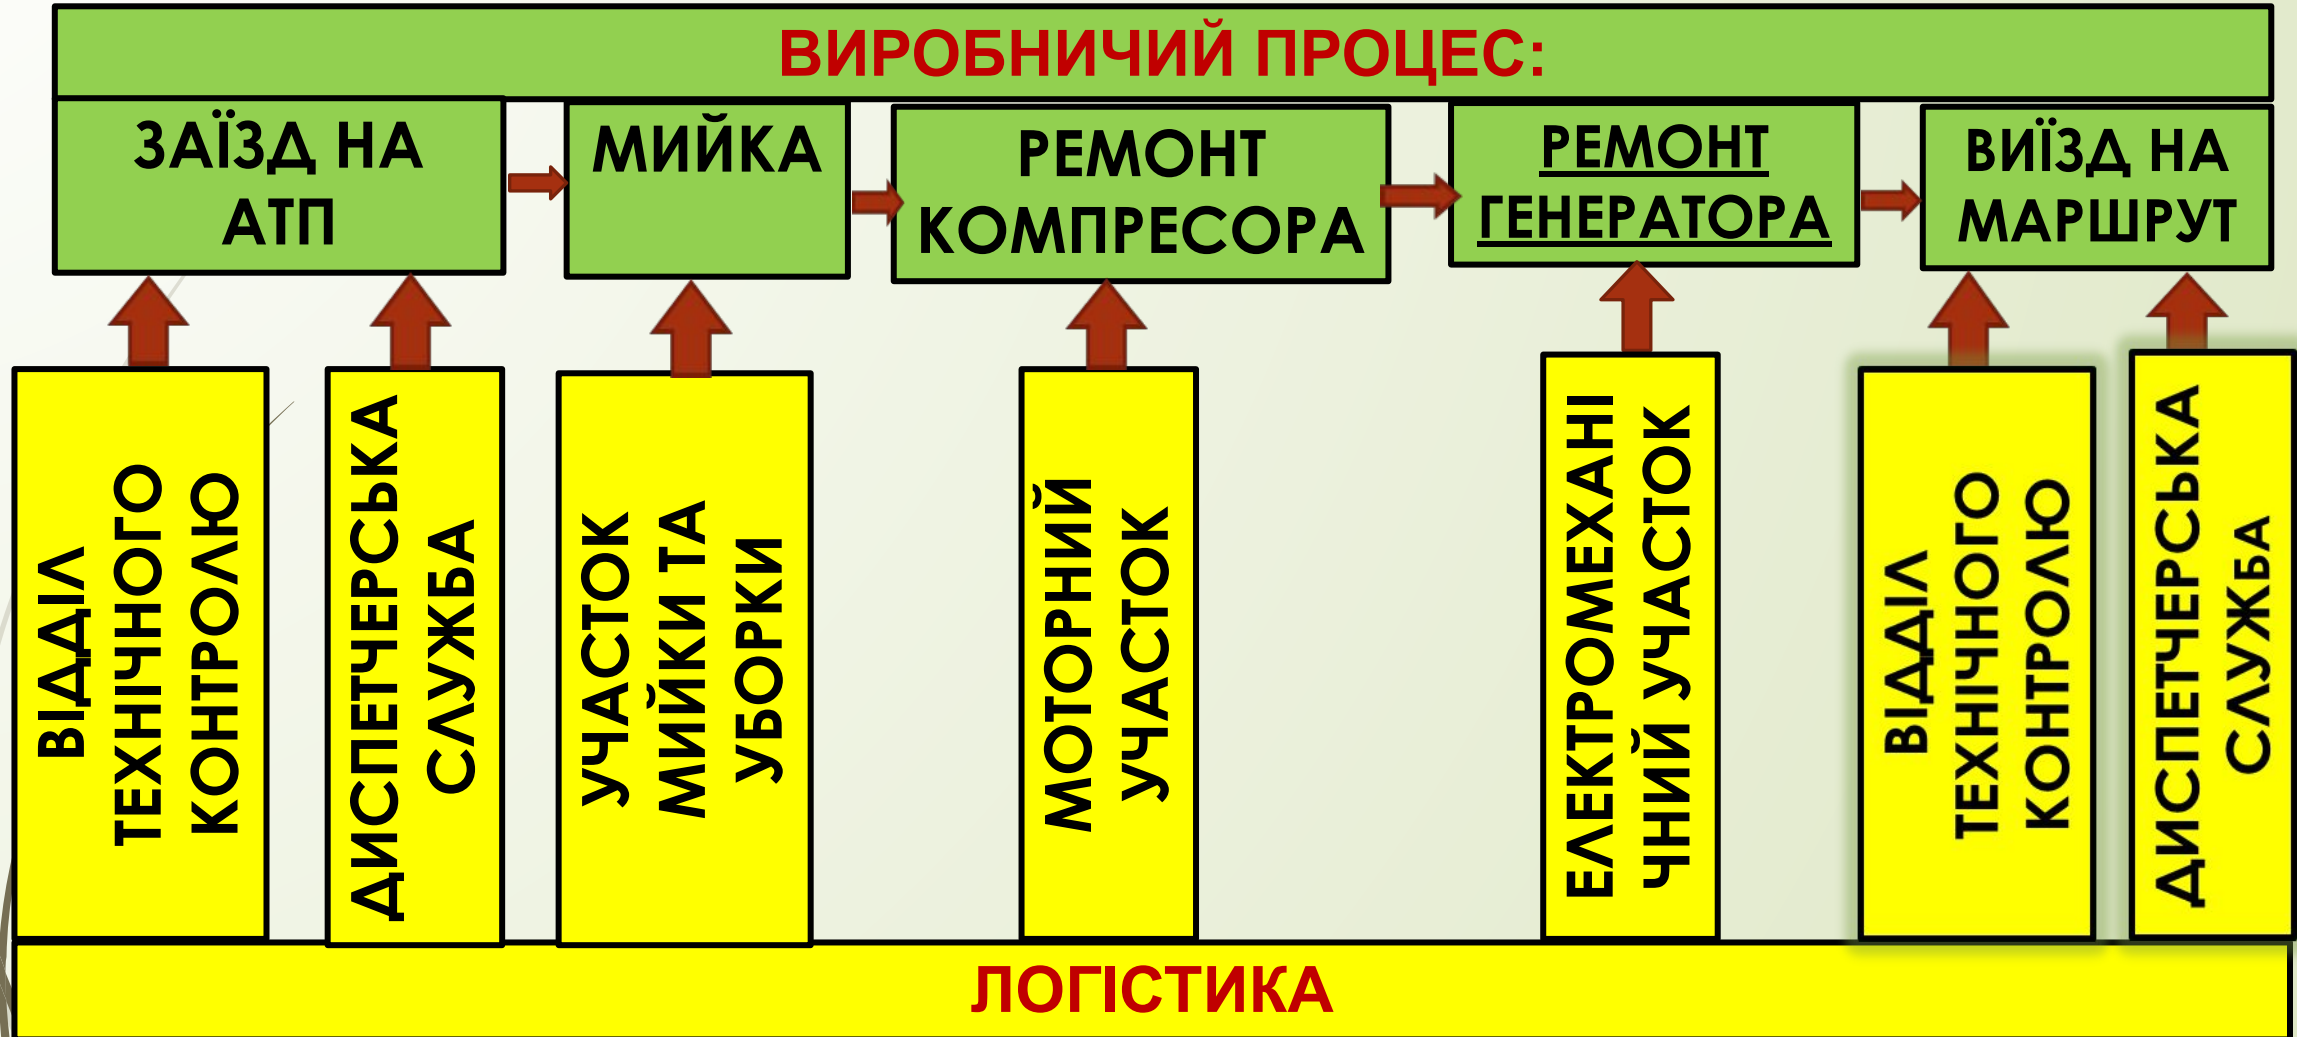 ВИРОБНИЧИЙ ПРОЦЕС:
ЗАЇЗД НА
АТП
МИЙКА
РЕМОНТ
КОМПРЕСОРА
РЕМОНТ
ГЕНЕРАТОРА
ВИЇЗД НА
МАРШРУТ
ВІДДІЛ
ТЕХНІЧНОГО
КОНТРОЛЮ
ДИСПЕТЧЕРСЬКА
СЛУЖБА
УЧАСТОК
МИЙКИ ТА
УБОРКИ
МОТОРНИЙ
УЧАСТОК
ЕЛЕКТРОМЕХАНІ
ЧНИЙ УЧАСТОК
ВІДДІЛ
ТЕХНІЧНОГО
КОНТРОЛЮ
ДИСПЕТЧЕРСЬКА
СЛУЖБА
ЛОГІСТИКА